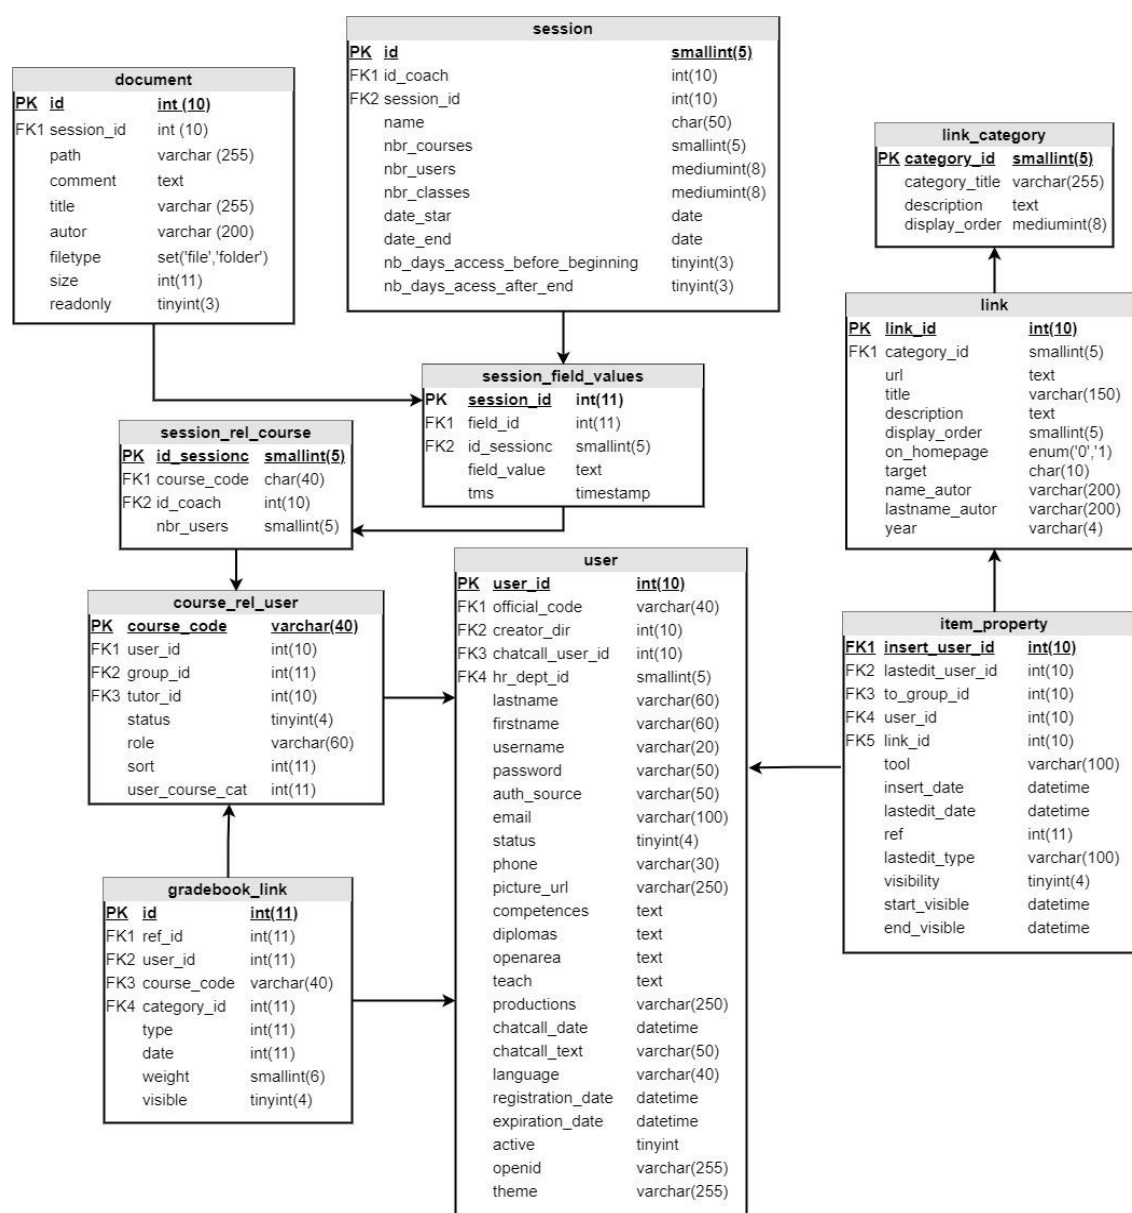 session
PK id smallint(5)
FK1 id_coach int(10)
FK2 session_id int(10)
name char(50)
nbr_courses smallint(5)
nbr_users mediumint(8)
nbr_classes mediumint(8)
date_star date
date_end date
nb_days_access_before_beginning tinyint(3)
nb_days_acess_after_end tinyint(3)
document
PK id int (10)
FK1 session_id int (10)
path varchar (255)
comment text
title varchar (255)
autor varchar (200)
filetype set('file','folder')
size int(11)
readonly tinyint(3)
link_category
PK category_id smallint(5)
category_title varchar(255)
description text
display_order mediumint(8)
link
PK link_id int(10)
FK1 category_id smallint(5)
url text
title varchar(150)
description text
display_order smallint(5)
on_homepage enum('0','1)
target char(10)
name_autor varchar(200)
lastname_autor varchar(200)
year varchar(4)
session_field_values
PK session_id int(11)
FK1 field_id int(11)
FK2 id_sessionc smallint(5)
field_value text
tms timestamp
session_rel_course
PK id_sessionc smallint(5)
FK1 course_code char(40)
FK2 id_coach int(10)
nbr_users smallint(5)
course_rel_user
PK course_code varchar(40)
FK1 user_id int(10)
FK2 group_id int(11)
FK3 tutor_id int(10)
status tinyint(4)
role varchar(60)
sort int(11)
user_course_cat int(11)
user
PK user_id int(10)
FK1 official_code varchar(40)
FK2 creator_dir int(10)
FK3 chatcall_user_id int(10)
FK4 hr_dept_id smallint(5)
lastname varchar(60)
firstname varchar(60)
username varchar(20)
password varchar(50)
auth_source varchar(50)
email varchar(100)
status tinyint(4)
phone varchar(30)
picture_url varchar(250)
competences text
diplomas text
openarea text
teach text
productions varchar(250)
chatcall_date datetime
chatcall_text varchar(50)
language varchar(40)
registration_date datetime
expiration_date datetime
active tinyint
openid varchar(255)
theme varchar(255)
item_property
FK1 insert_user_id int(10)
FK2 lastedit_user_id int(10)
FK3 to_group_id int(10)
FK4 user_id int(10)
FK5 link_id int(10)
tool varchar(100)
insert_date datetime
lastedit_date datetime
ref int(11)
lastedit_type varchar(100)
visibility tinyint(4)
start_visible datetime
end_visible datetime
gradebook_link
PK id int(11)
FK1 ref_id int(11)
FK2 user_id int(11)
FK3 course_code varchar(40)
FK4 category_id int(11)
type int(11)
date int(11)
weight smallint(6)
visible tinyint(4)